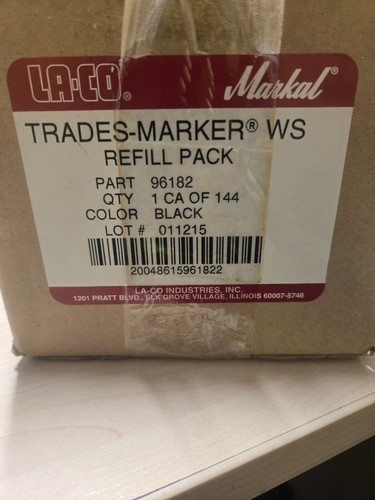 LA-CO® Markal®
TRADES-MARKER® WS
REFILL PACK
PART 96182
QTY 1 CA OF 144
COLOR BLACK
LOT # 011215
20048615961822
LA-CO INDUSTRIES, INC.
1201 PRATT BLVD., ELK GROVE VILLAGE, ILLINOIS 60007-5746